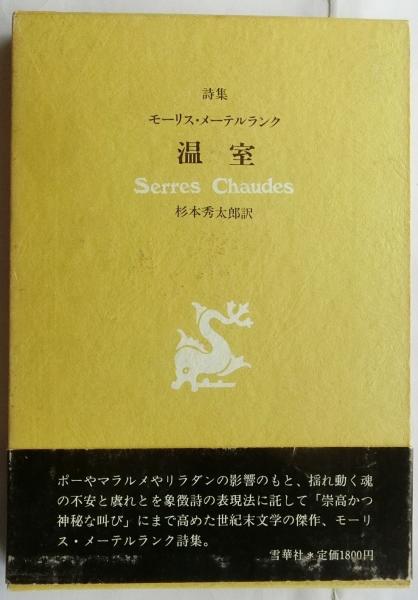 詩集
モーリス・メーテルランク
温室
Serres Chaudes
杉本秀太郎訳
ポーやマラルメやリラダンの影響のもと、揺れ動く魂
の不安と虞れとを象徴詩の表現法に託して「崇高かつ
神秘な叫び」にまで高めた世紀末文学の傑作、モーリ
ス・メーテルランク詩集。
雪華社*定価1800円